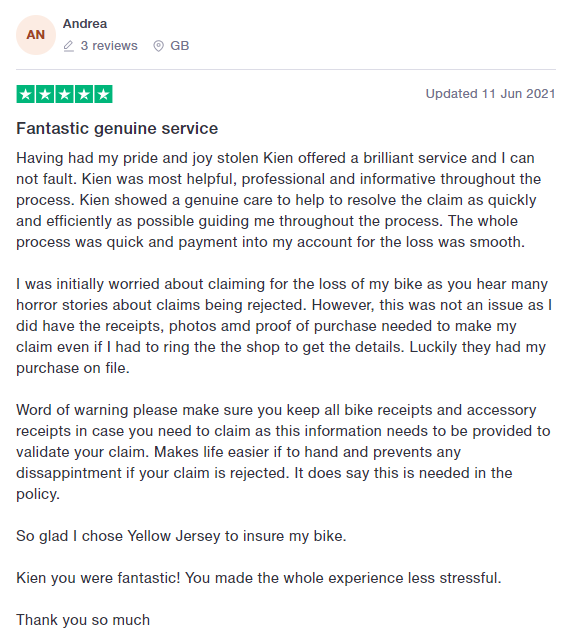 AN
Andrea
3 reviews GB
Updated 11 Jun 2021
Fantastic genuine service
Having had my pride and joy stolen Kien offered a brilliant service and I can
not fault. Kien was most helpful, professional and informative throughout the
process. Kien showed a genuine care to help to resolve the claim as quickly
and efficiently as possible guiding me throughout the process. The whole
process was quick and payment into my account for the loss was smooth.
I was initially worried about claiming for the loss of my bike as you hear many
horror stories about claims being rejected. However, this was not an issue as I
did have the receipts, photos amd proof of purchase needed to make my
claim even if I had to ring the the shop to get the details. Luckily they had my
purchase on file.
Word of warning please make sure you keep all bike receipts and accessory
receipts in case you need to claim as this information needs to be provided to
validate your claim. Makes life easier if to hand and prevents any
dissappintment if your claim is rejected. It does say this is needed in the
policy.
So glad I chose Yellow Jersey to insure my bike.
Kien you were fantastic! You made the whole experience less stressful.
Thank you so much